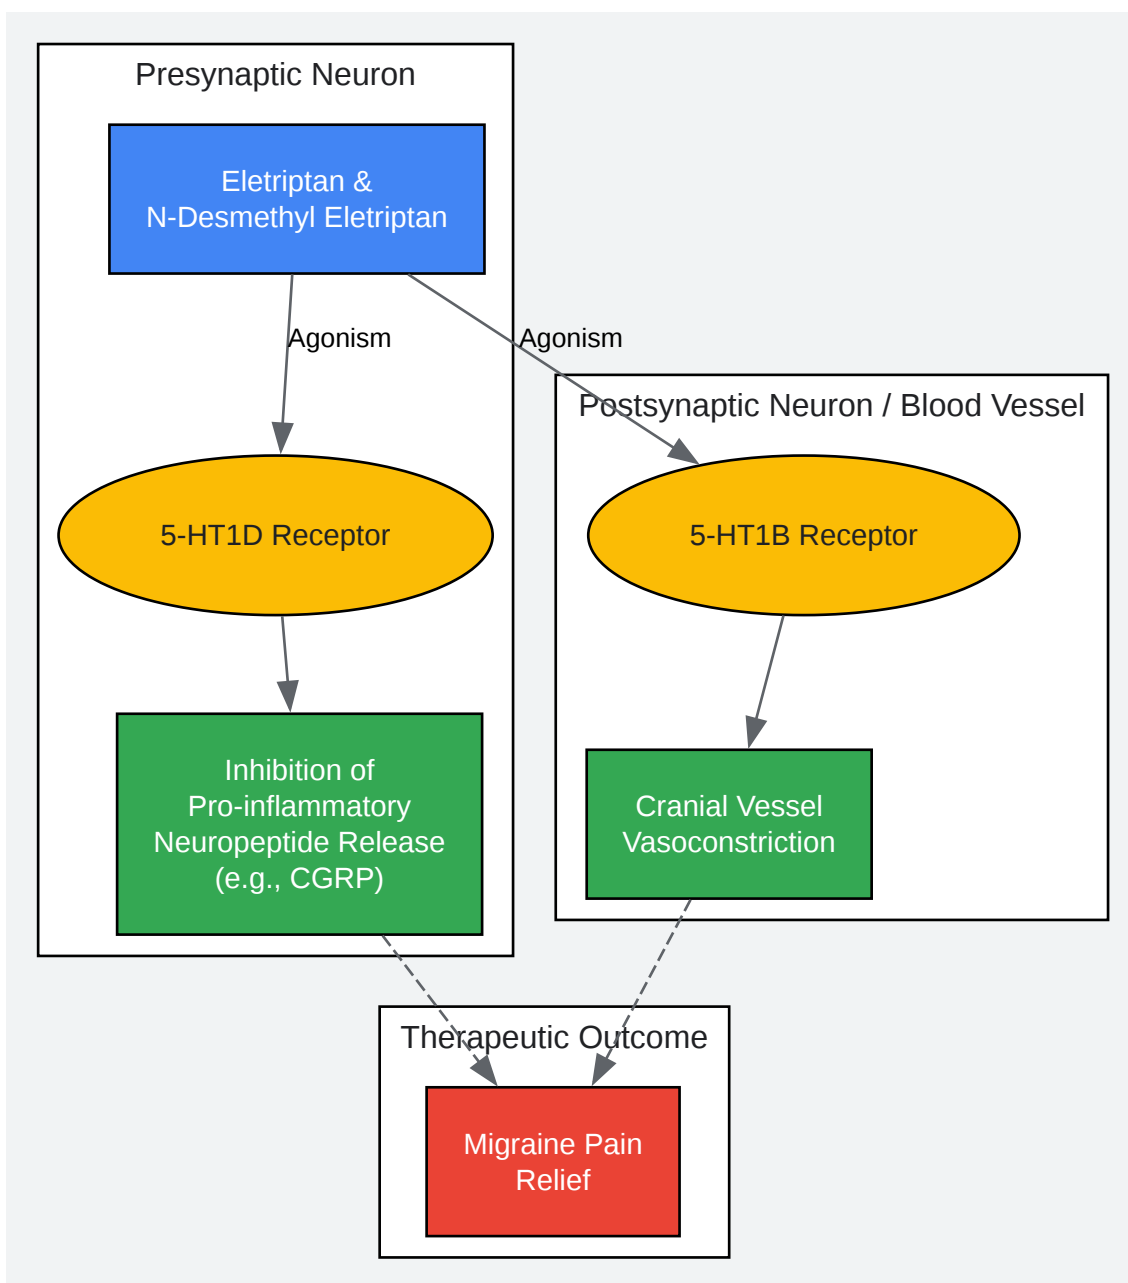 Presynaptic Neuron
Eletriptan &
N-Desmethyl Eletriptan
Agonism
Agonism
Postsynaptic Neuron / Blood Vessel
5-HT1D Receptor
5-HT1B Receptor
Inhibition of
Pro-inflammatory
Neuropeptide Release
(e.g., CGRP)
Cranial Vessel
Vasoconstriction
Therapeutic Outcome
Migraine Pain
Relief